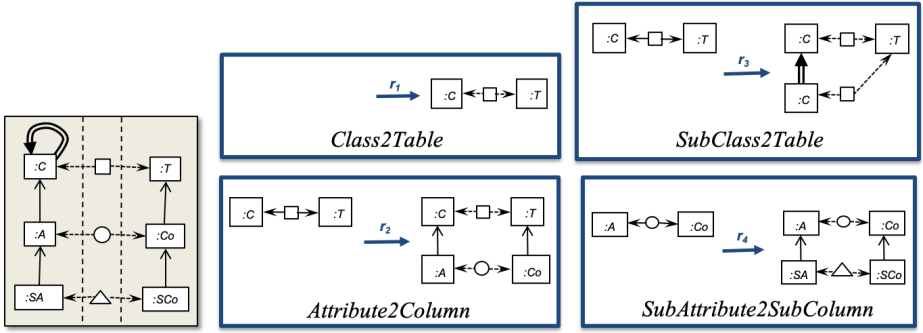 :C
:T
:A
:Co
:SA
:SCo
r1
:C
:T
Class2Table
:C
:T
r3
:C
:T
:C
SubClass2Table
:C
:T
r2
:C
:T
:A
:Co
Attribute2Column
:A
:Co
r4
:A
:Co
:SA
:SCo
SubAttribute2SubColumn